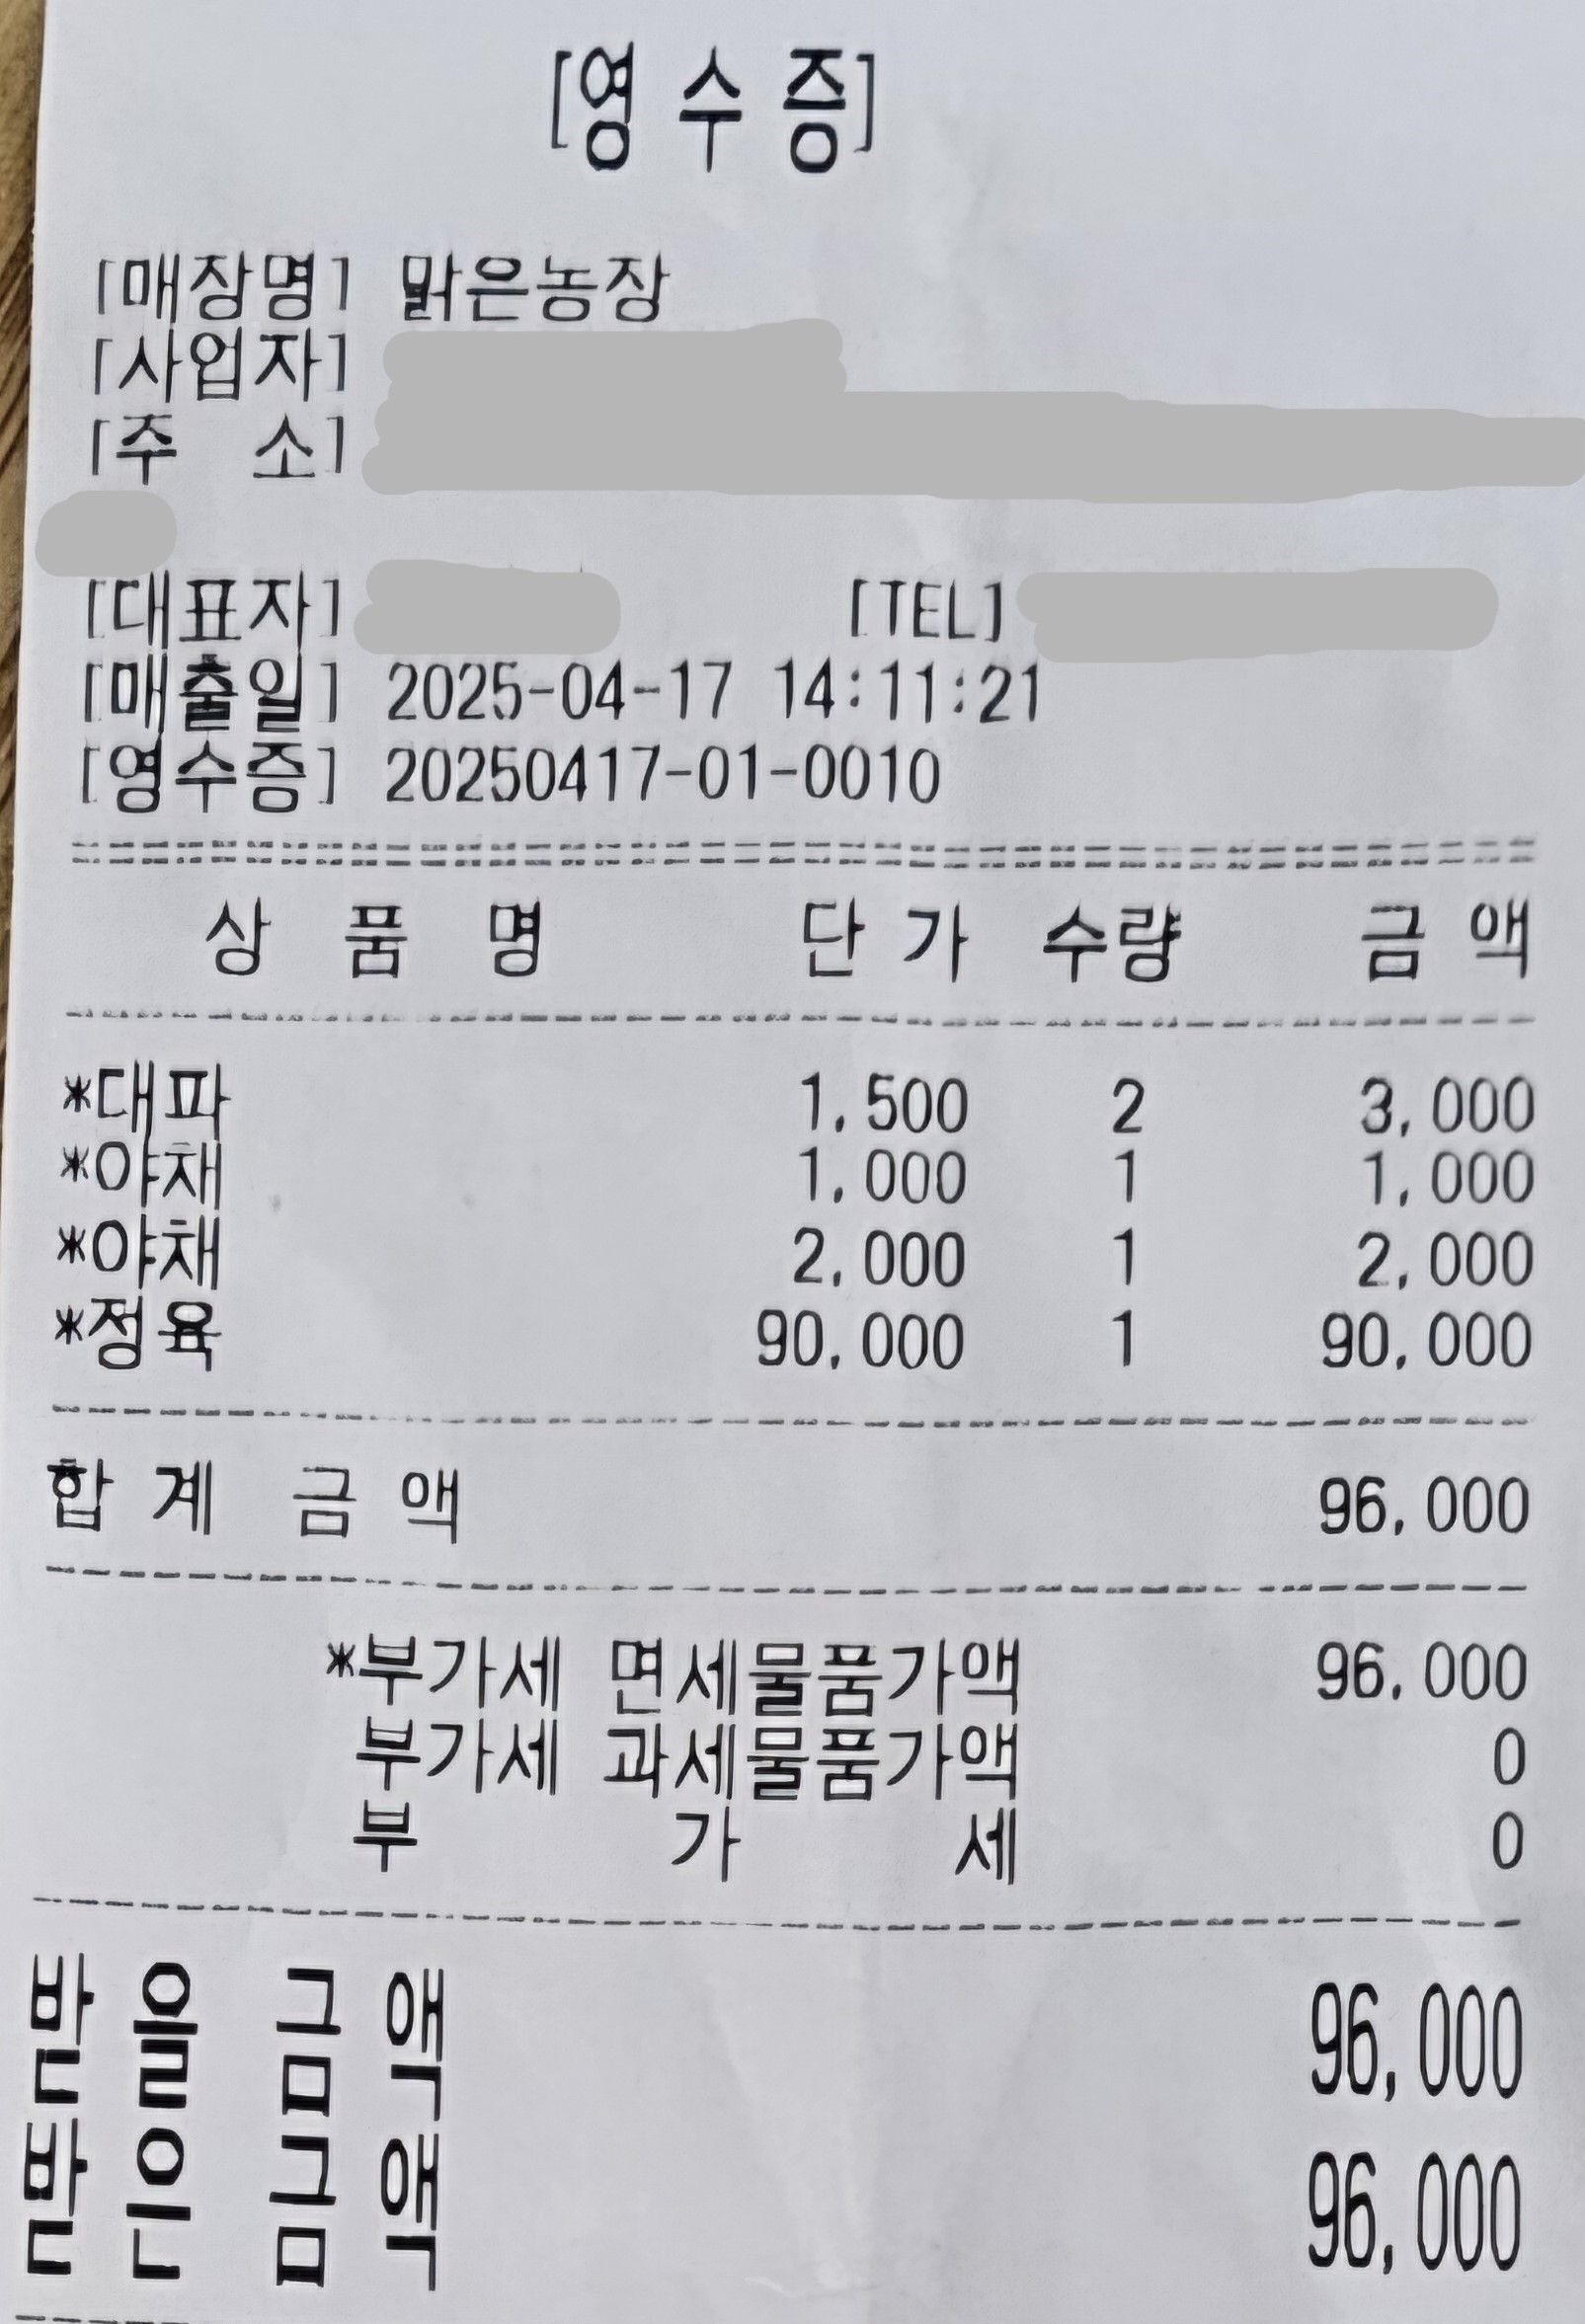 [영 수 증]
[매장명] 맑은농장
[사업자]
[주 소]
[대표자] [TEL]
[매출일] 2025-04-17 14:11:21
[영수증] 20250417-01-0010
상 품 명 단 가 수량 금 액
*대파 1,500 2 3,000
*야채 1,000 1 1,000
*야채 2,000 1 2,000
*정육 90,000 1 90,000
합 계 금 액 96,000
*부가세 면세물품가액 96,000
부가세 과세물품가액 0
부 가 세 0
받 을 금 액 96,000
받 은 금 액 96,000